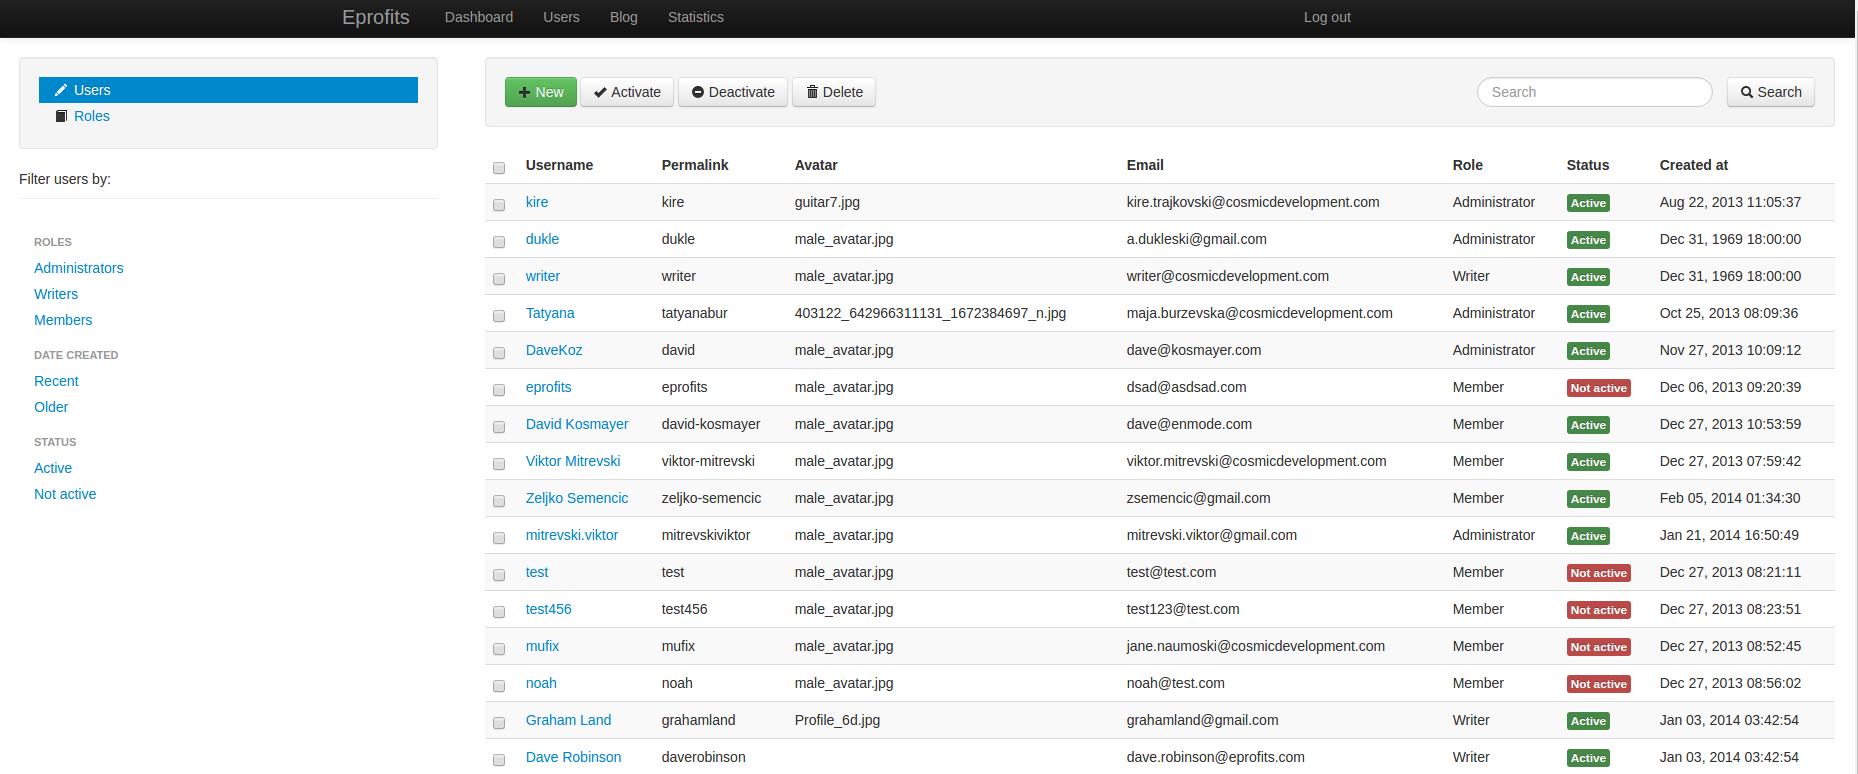 Eprofits Dashboard Users Blog Statistics Log out
Users
Roles
Filter users by:
ROLES
Administrators
Writers
Members
DATE CREATED
Recent
Older
STATUS
Active
Not active
New Activate Deactivate Delete Search Search
Username Permalink Avatar Email Role Status Created at
kire kire guitar7.jpg kire.trajkovski@cosmicdevelopment.com Administrator Active Aug 22, 2013 11:05:37
dukle dukle male_avatar.jpg a.dukleski@gmail.com Administrator Active Dec 31, 1969 18:00:00
writer writer male_avatar.jpg writer@cosmicdevelopment.com Writer Active Dec 31, 1969 18:00:00
Tatyana tatyanabur 403122_642966311131_1672384697_n.jpg maja.burzevska@cosmicdevelopment.com Administrator Active Oct 25, 2013 08:09:36
DaveKoz david male_avatar.jpg dave@kosmayer.com Administrator Active Nov 27, 2013 10:09:12
eprofits eprofits male_avatar.jpg dsad@asdsad.com Member Not active Dec 06, 2013 09:20:39
David Kosmayer david-kosmayer male_avatar.jpg dave@enmode.com Member Active Dec 27, 2013 10:53:59
Viktor Mitrevski viktor-mitrevski male_avatar.jpg viktor.mitrevski@cosmicdevelopment.com Member Active Dec 27, 2013 07:59:42
Zeljko Semencic zeljko-semencic male_avatar.jpg zsemencic@gmail.com Member Active Feb 05, 2014 01:34:30
mitrevski.viktor mitrevskiviktor male_avatar.jpg mitrevski.viktor@gmail.com Administrator Active Jan 21, 2014 16:50:49
test test male_avatar.jpg test@test.com Member Not active Dec 27, 2013 08:21:11
test456 test456 male_avatar.jpg test123@test.com Member Not active Dec 27, 2013 08:23:51
mufix mufix male_avatar.jpg jane.naumoski@cosmicdevelopment.com Member Not active Dec 27, 2013 08:52:45
noah noah male_avatar.jpg noah@test.com Member Not active Dec 27, 2013 08:56:02
Graham Land grahamland Profile_6d.jpg grahamland@gmail.com Writer Active Jan 03, 2014 03:42:54
Dave Robinson daverobinson dave.robinson@eprofits.com Writer Active Jan 03, 2014 03:42:54